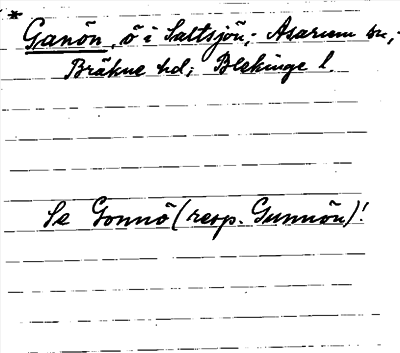 * Ganön, ö i Saltsjön; Asarum sn;
Bräkne hd; Blekinge l.
Se Gonnö (resp. Gunnön)!